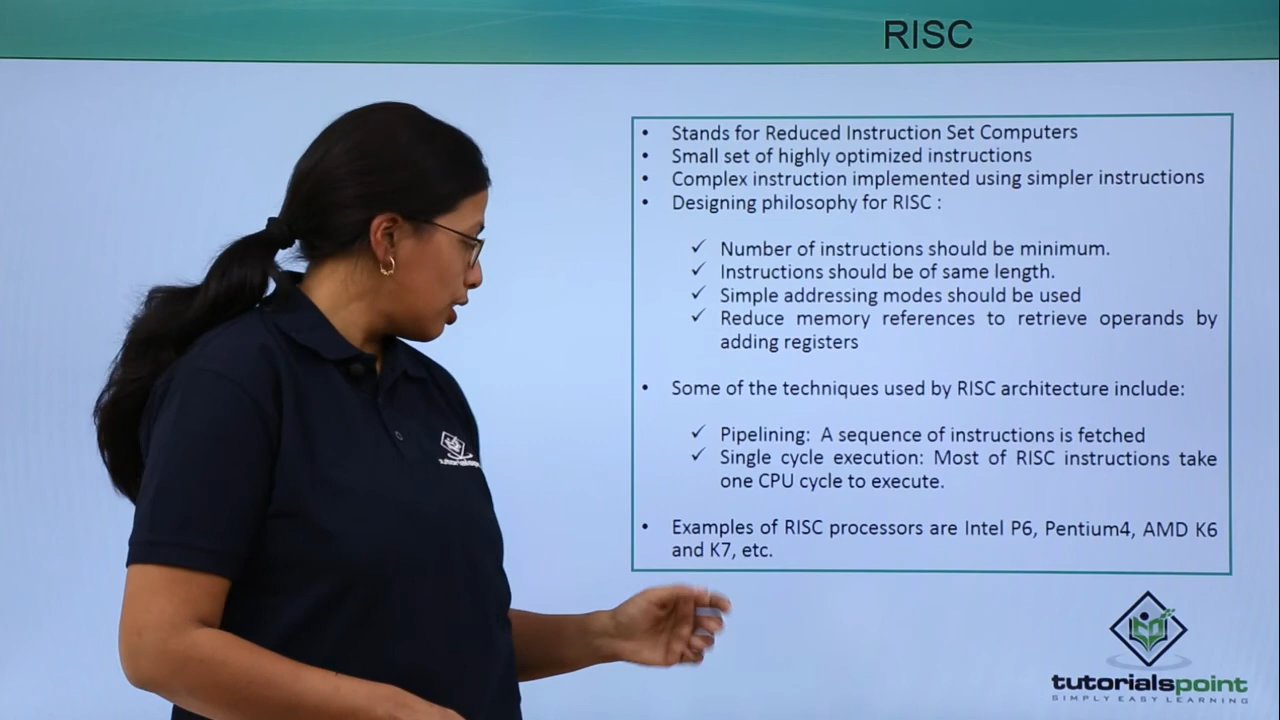 RISC
• Stands for Reduced Instruction Set Computers
• Small set of highly optimized instructions
• Complex instruction implemented using simpler instructions
• Designing philosophy for RISC :
✓ Number of instructions should be minimum.
✓ Instructions should be of same length.
✓ Simple addressing modes should be used
✓ Reduce memory references to retrieve operands by
adding registers
• Some of the techniques used by RISC architecture include:
✓ Pipelining: A sequence of instructions is fetched
✓ Single cycle execution: Most of RISC instructions take
one CPU cycle to execute.
• Examples of RISC processors are Intel P6, Pentium4, AMD K6
and K7, etc.
tutorialspoint
tutorialspoint
SIMPLY EASY LEARNING